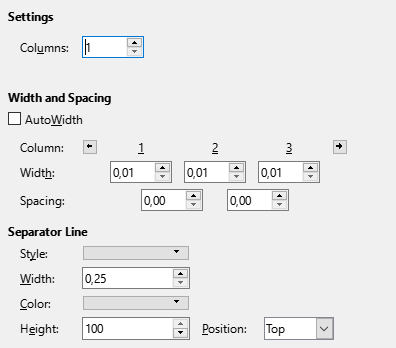 Settings
Columns: 1
Width and Spacing
AutoWidth
Column: 1 2 3
Width: 0,01 0,01 0,01
Spacing: 0,00 0,00
Separator Line
Style:
Width: 0,25
Color:
Height: 100 Position: Top